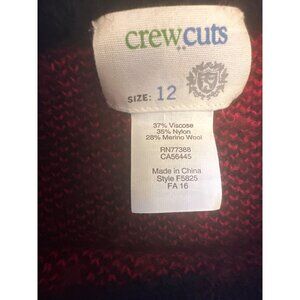 crewcuts
SIZE: 12
37% Viscose
35% Nylon
28% Merino Wool
RN77388
CA56445
Made in China
Style F5825
FA 16